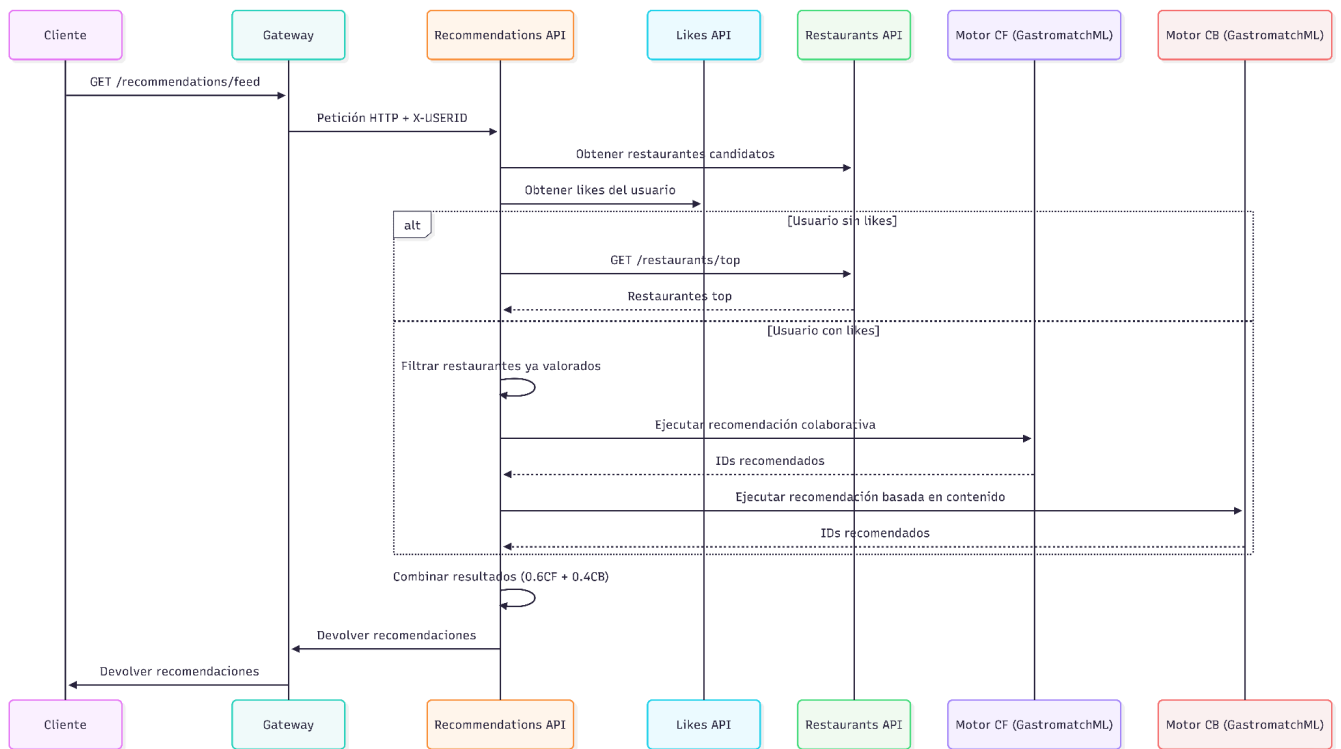 Cliente
Gateway
Recommendations API
Likes API
Restaurants API
Motor CF (GastromatchML)
Motor CB (GastromatchML)
GET /recommendations/feed
Petición HTTP + X-USERID
Obtener restaurantes candidatos
Obtener likes del usuario
alt
[Usuario sin likes]
GET /restaurants/top
Restaurantes top
[Usuario con likes]
Filtrar restaurantes ya valorados
Ejecutar recomendación colaborativa
IDs recomendados
Ejecutar recomendación basada en contenido
IDs recomendados
Combinar resultados (0.6CF + 0.4CB)
Devolver recomendaciones
Devolver recomendaciones
Cliente
Gateway
Recommendations API
Likes API
Restaurants API
Motor CF (GastromatchML)
Motor CB (GastromatchML)